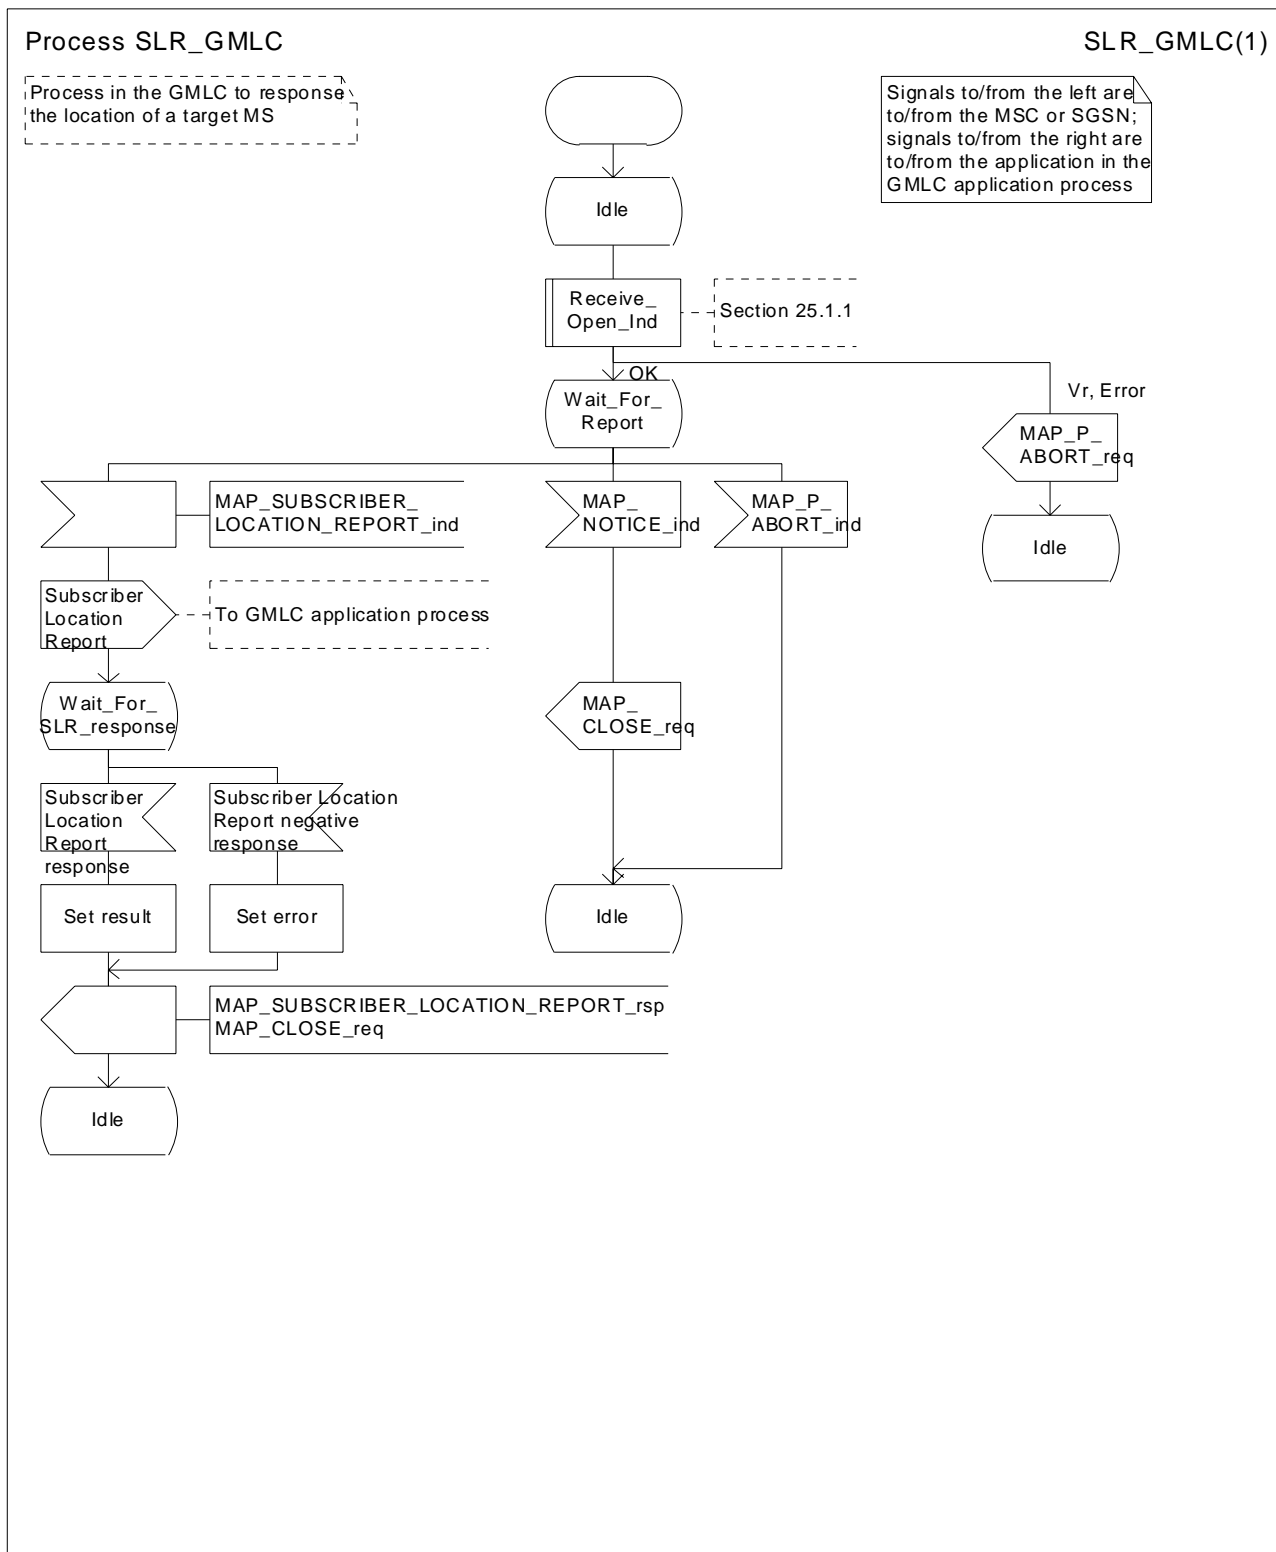 Process SLR_GMLC
SLR_GMLC(1)
Process in the GMLC to response
the location of a target MS
Signals to/from the left are
to/from the MSC or SGSN;
signals to/from the right are
to/from the application in the
GMLC application process
Idle
Receive_
Open_Ind
Section 25.1.1
OK
Vr, Error
Wait_For_
Report
MAP_P_
ABORT_req
Idle
MAP_SUBSCRIBER_
LOCATION_REPORT_ind
MAP_
NOTICE_ind
MAP_P_
ABORT_ind
Subscriber
Location
Report
To GMLC application process
Wait_For_
SLR_response
MAP_
CLOSE_req
Subscriber
Location
Report
response
Subscriber Location
Report negative
response
Set result
Set error
Idle
MAP_SUBSCRIBER_LOCATION_REPORT_rsp
MAP_CLOSE_req
Idle